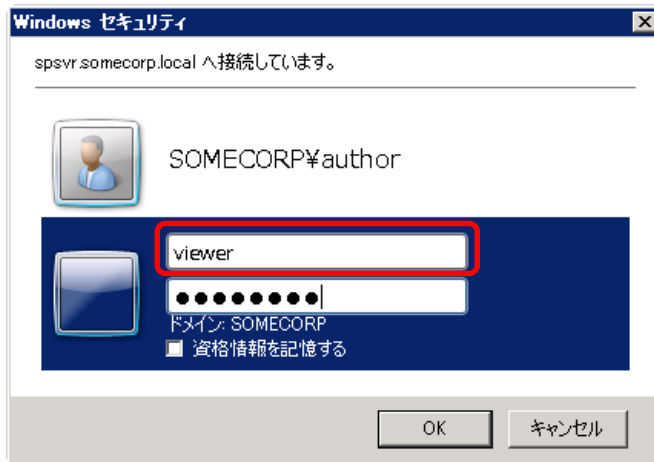 Windows セキュリティ
spsvr.somecorp.local へ接続しています。
SOMECORP¥author
viewer
●●●●●●●●
ドメイン: SOMECORP
資格情報を記憶する
OK
キャンセル